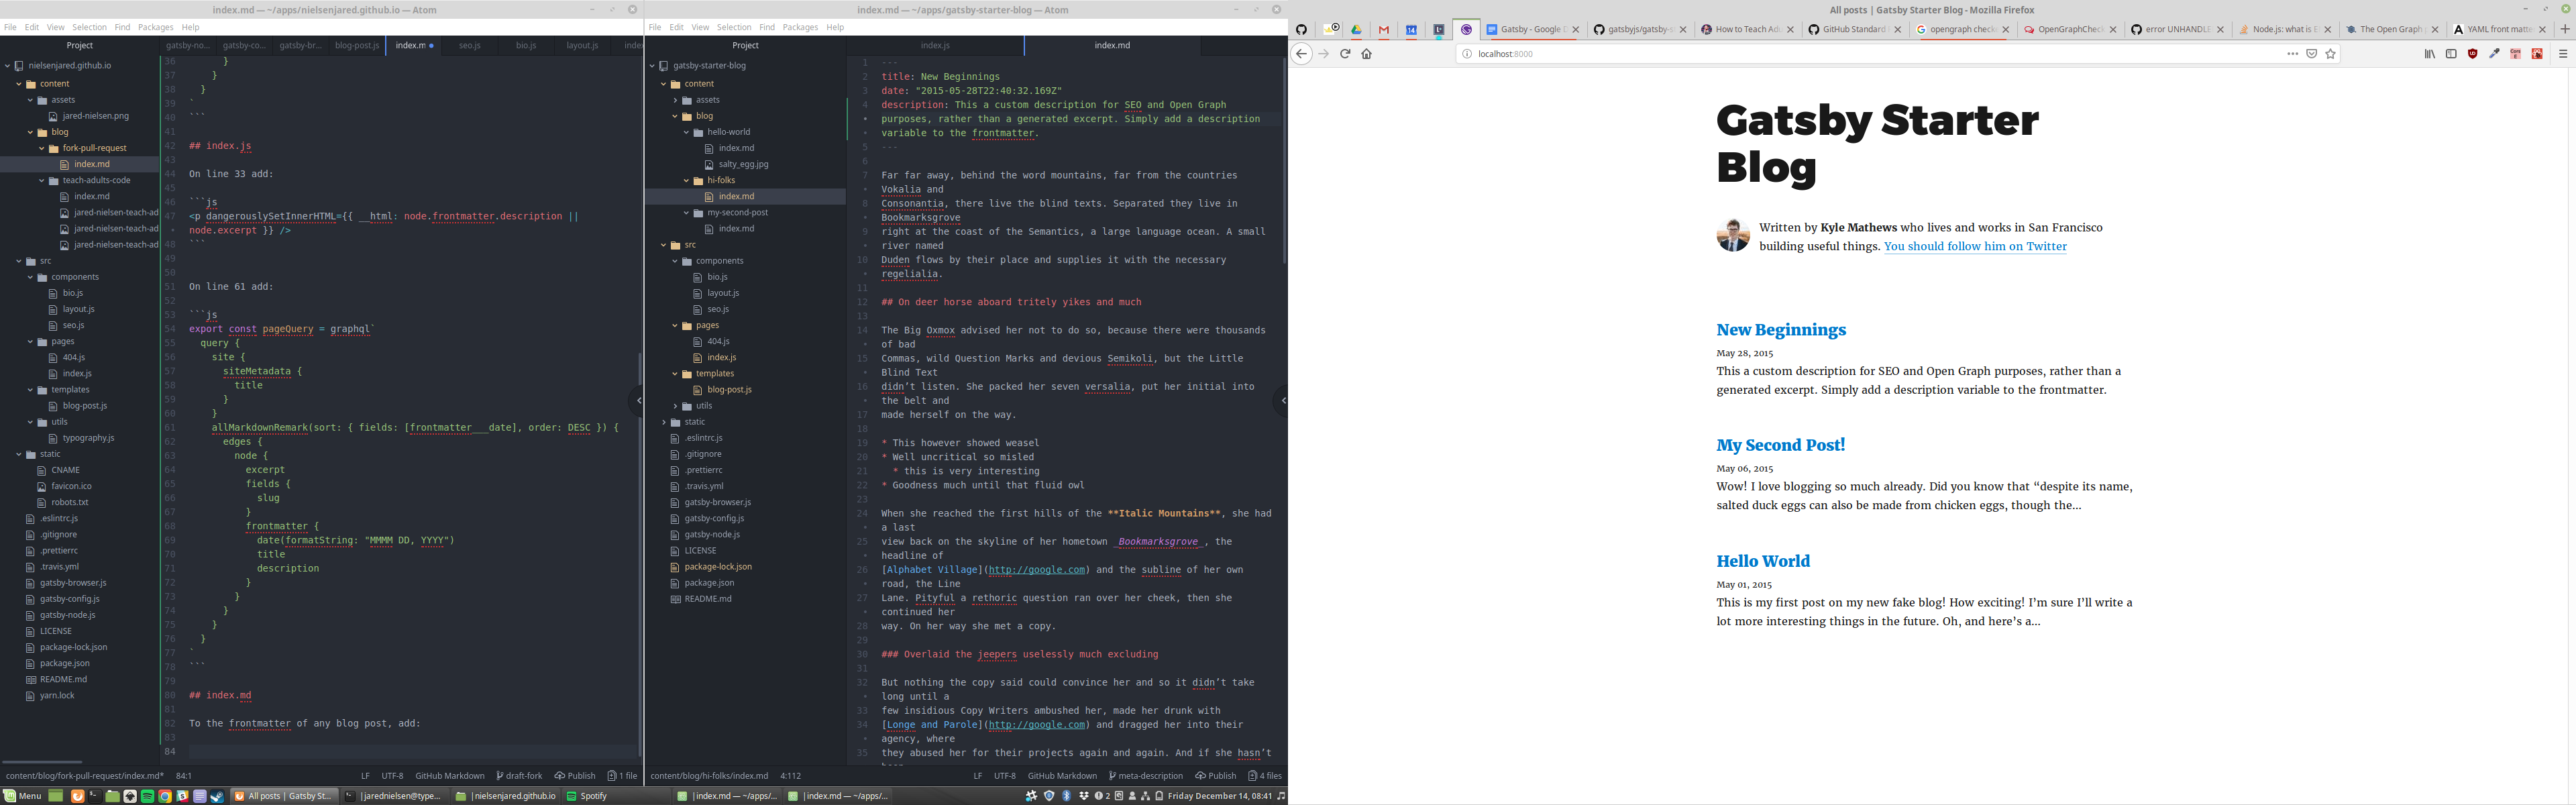 index.md — ~/apps/nielsenjared.github.io — Atom
File Edit View Selection Find Packages Help
Project
gatsby-no... gatsby-co... gatsby-br... blog-post.js index.m seo.js bio.js layout.js
nielsenjared.github.io
content
assets
jared-nielsen.png
blog
fork-pull-request
index.md
teach-adults-code
index.md
jared-nielsen-teach-ad
jared-nielsen-teach-ad
jared-nielsen-teach-ad
src
components
bio.js
layout.js
seo.js
pages
404.js
index.js
templates
blog-post.js
utils
typography.js
static
CNAME
favicon.ico
robots.txt
.eslintrc.js
.gitignore
.prettierrc
.travis.yml
gatsby-browser.js
gatsby-config.js
gatsby-node.js
LICENSE
package-lock.json
package.json
README.md
yarn.lock
36 }
37 }
38 }
39 `
40 ```
41
42 ## index.js
43
44 On line 33 add:
45
46 ```js
47 <p dangerouslySetInnerHTML={{ __html: node.frontmatter.description ||
• node.excerpt }} />
48 ```
49
50
51 On line 61 add:
52
53 ```js
54 export const pageQuery = graphql`
55 query {
56 site {
57 siteMetadata {
58 title
59 }
60 }
61 allMarkdownRemark(sort: { fields: [frontmatter___date], order: DESC }) {
62 edges {
63 node {
64 excerpt
65 fields {
66 slug
67 }
68 frontmatter {
69 date(formatString: "MMMM DD, YYYY")
70 title
71 description
72 }
73 }
74 }
75 }
76 }
77 `
78 ```
79
80 ## index.md
81
82 To the frontmatter of any blog post, add:
83
84
content/blog/fork-pull-request/index.md* 84:1 LF UTF-8 GitHub Markdown draft-fork Publish 1 file
index.md — ~/apps/gatsby-starter-blog — Atom
File Edit View Selection Find Packages Help
Project
index.js index.md
gatsby-starter-blog
content
assets
blog
hello-world
index.md
salty_egg.jpg
hi-folks
index.md
my-second-post
index.md
src
components
bio.js
layout.js
seo.js
pages
404.js
index.js
templates
blog-post.js
utils
static
.eslintrc.js
.gitignore
.prettierrc
.travis.yml
gatsby-browser.js
gatsby-config.js
gatsby-node.js
LICENSE
package-lock.json
package.json
README.md
1 ---
2 title: New Beginnings
3 date: "2015-05-28T22:40:32.169Z"
4 description: This a custom description for SEO and Open Graph
• purposes, rather than a generated excerpt. Simply add a description
• variable to the frontmatter.
5 ---
6
7 Far far away, behind the word mountains, far from the countries
• Vokalia and
8 Consonantia, there live the blind texts. Separated they live in
• Bookmarksgrove
9 right at the coast of the Semantics, a large language ocean. A small
• river named
10 Duden flows by their place and supplies it with the necessary
• regelialia.
11
12 ## On deer horse aboard tritely yikes and much
13
14 The Big Oxmox advised her not to do so, because there were thousands
• of bad
15 Commas, wild Question Marks and devious Semikoli, but the Little
• Blind Text
16 didn’t listen. She packed her seven versalia, put her initial into
• the belt and
17 made herself on the way.
18
19 * This however showed weasel
20 * Well uncritical so misled
21 * this is very interesting
22 * Goodness much until that fluid owl
23
24 When she reached the first hills of the **Italic Mountains**, she had
• a last
25 view back on the skyline of her hometown _Bookmarksgrove_, the
• headline of
26 [Alphabet Village](http://google.com) and the subline of her own
• road, the Line
27 Lane. Pityful a rethoric question ran over her cheek, then she
• continued her
28 way. On her way she met a copy.
29
30 ### Overlaid the jeepers uselessly much excluding
31
32 But nothing the copy said could convince her and so it didn’t take
• long until a
33 few insidious Copy Writers ambushed her, made her drunk with
34 [Longe and Parole](http://google.com) and dragged her into their
• agency, where
35 they abused her for their projects again and again. And if she hasn’t
content/blog/hi-folks/index.md 4:112 LF UTF-8 GitHub Markdown meta-description Publish 4 files
All posts | Gatsby Starter Blog - Mozilla Firefox
Gatsby - Google D gatsbyjs/gatsby-s How to Teach Adu GitHub Standard opengraph checke OpenGraphCheck error UNHANDLE Node.js: what is E The Open Graph YAML front matte
localhost:8000
Gatsby Starter
Blog
Written by Kyle Mathews who lives and works in San Francisco
building useful things. You should follow him on Twitter
New Beginnings
May 28, 2015
This a custom description for SEO and Open Graph purposes, rather than a
generated excerpt. Simply add a description variable to the frontmatter.
My Second Post!
May 06, 2015
Wow! I love blogging so much already. Did you know that “despite its name,
salted duck eggs can also be made from chicken eggs, though the…
Hello World
May 01, 2015
This is my first post on my new fake blog! How exciting! I’m sure I’ll write a
lot more interesting things in the future. Oh, and here’s a…
Menu All posts | Gatsby St... |jarednielsen@type... |nielsenjared.github.io Spotify |index.md — ~/apps/... |index.md — ~/apps/... 2 Friday December 14, 08:41